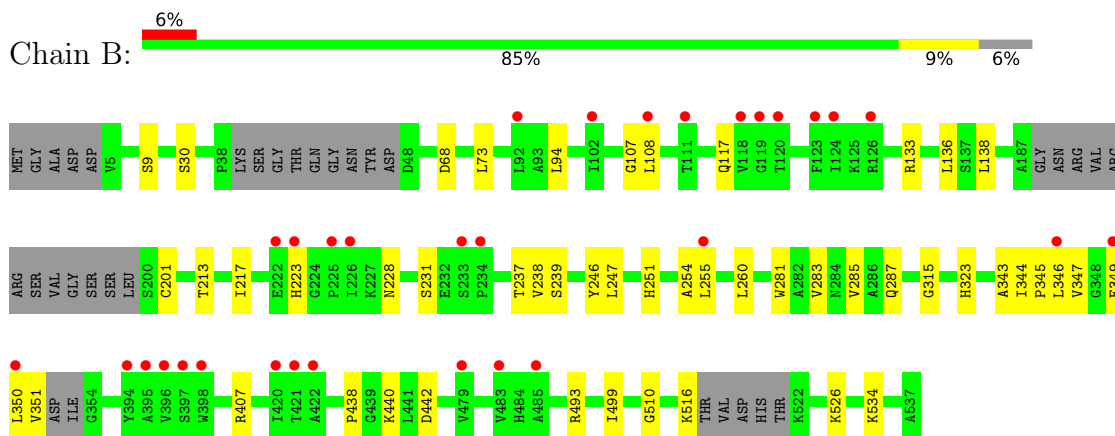 6%
Chain B:
85% 9% 6%
MET GLY ALA ASP ASP V5 S9 S30 P38 LYS SER GLY THR GLN GLY ASN TYR ASP D48 D68 L73 L92 A93 L94 I102 G107 L108 T111 Q117 V118 G119 T120 F123 I124 K125 R126 R133 L136 S137 L138 A187 GLY ASN ARG VAL ARG
ARG SER VAL GLY SER SER LEU S200 C201 T213 I217 E222 H223 G224 P225 I226 K227 N228 S231 E232 S233 P234 T237 V238 S239 Y246 L247 H251 A254 L255 L260 W281 A282 V283 N284 V285 A286 Q287 G315 H323 A343 I344 P345 L346 V347 G348
L350 V351 ASP ILE G354 Y394 A395 V396 S397 W398 R407 I420 T421 A422 P438 G439 K440 L441 D442 V479 V483 H484 A485 R493 I499 G510 K516 THR VAL ASP HIS THR K522 K526 K534 A537